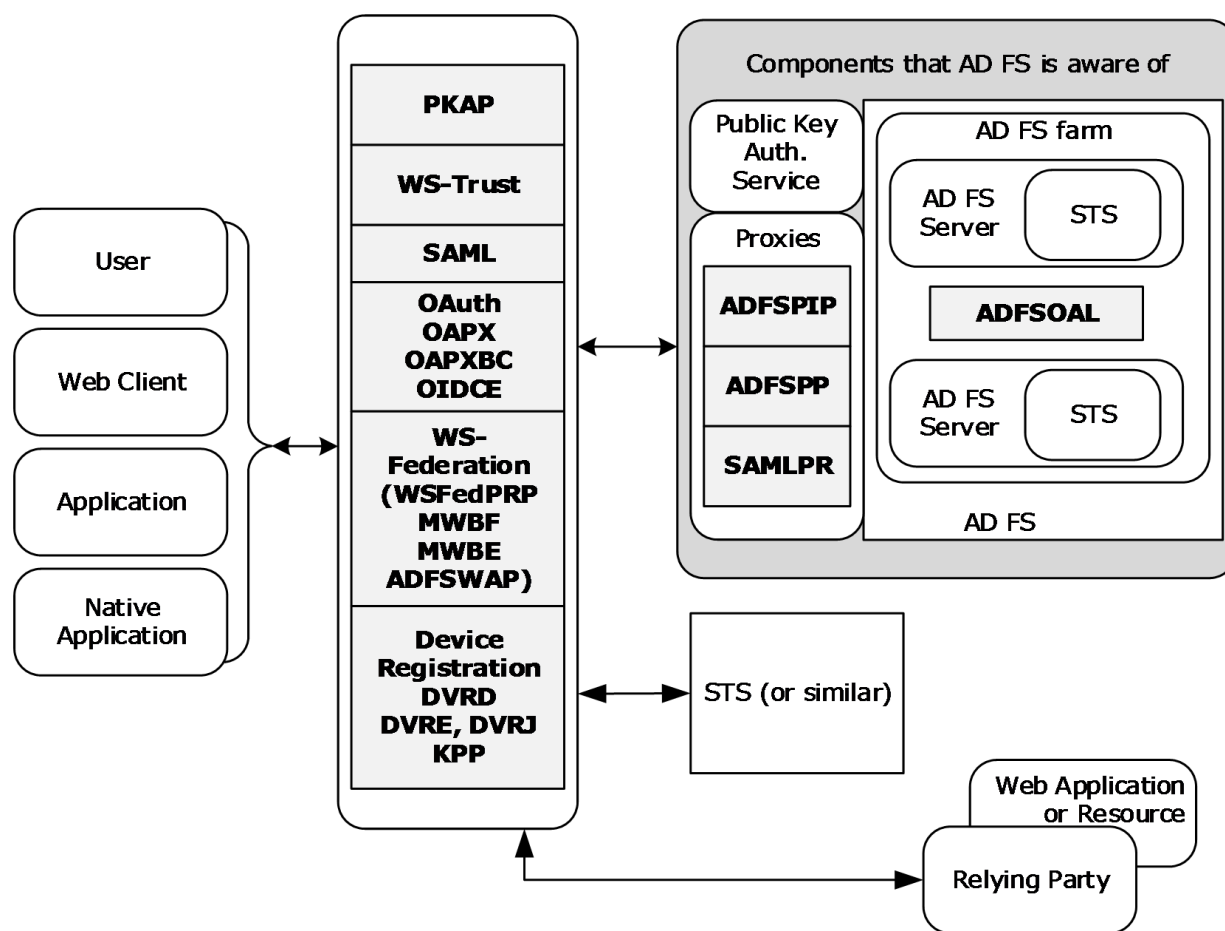 User
Web Client
Application
Native
Application
PKAP
WS-Trust
SAML
OAuth
OAPX
OAPXBC
OIDCE
WS-
Federation
(WSFedPRP
MWBF
MWBE
ADFSWAP)
Device
Registration
DVRD
DVRE, DVRJ
KPP
Components that AD FS is aware of
Public Key
Auth.
Service
Proxies
ADFSPIP
ADFSPP
SAMLPR
AD FS farm
AD FS
Server
STS
ADFSOAL
AD FS
Server
STS
AD FS
STS (or similar)
Web Application
or Resource
Relying Party